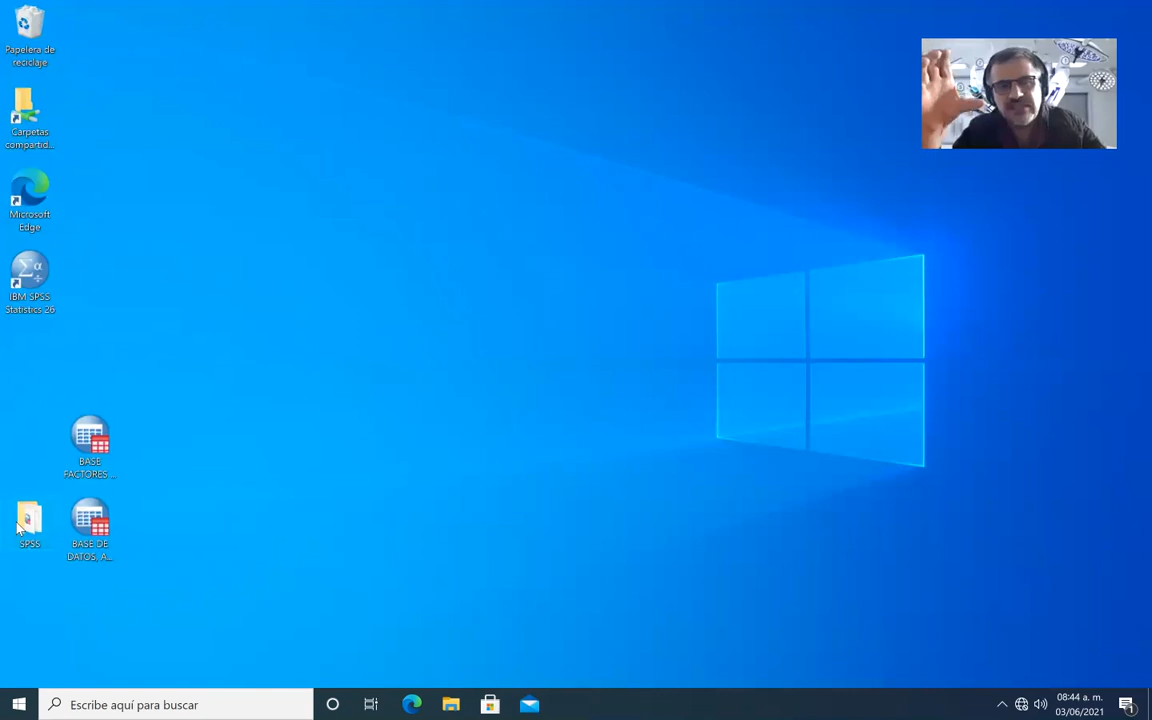 Papelera de
reciclaje
Carpetas
compartid...
Microsoft
Edge
IBM SPSS
Statistics 26
BASE
FACTORES ...
SPSS
BASE DE
DATOS, A...
Escribe aquí para buscar
08:44 a. m.
03/06/2021
1